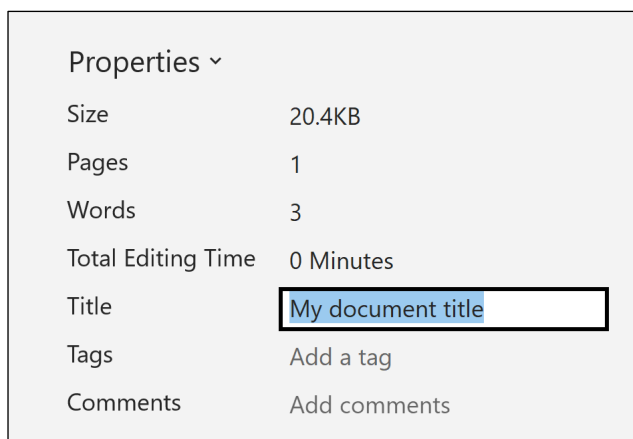 Properties
Size 20.4KB
Pages 1
Words 3
Total Editing Time 0 Minutes
Title My document title
Tags Add a tag
Comments Add comments